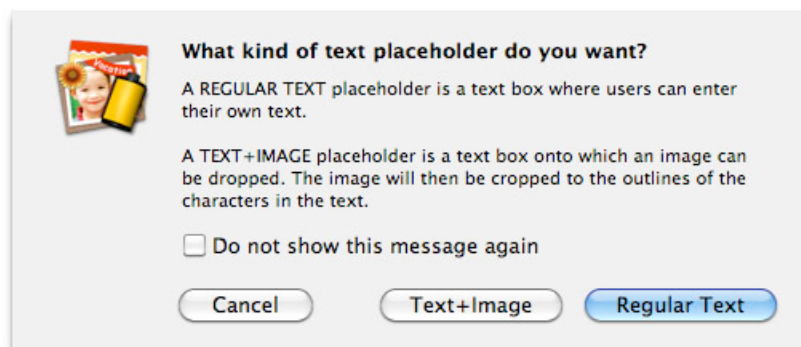 Vacation
What kind of text placeholder do you want?
A REGULAR TEXT placeholder is a text box where users can enter
their own text.
A TEXT+IMAGE placeholder is a text box onto which an image can
be dropped. The image will then be cropped to the outlines of the
characters in the text.
Do not show this message again
Cancel
Text+Image
Regular Text